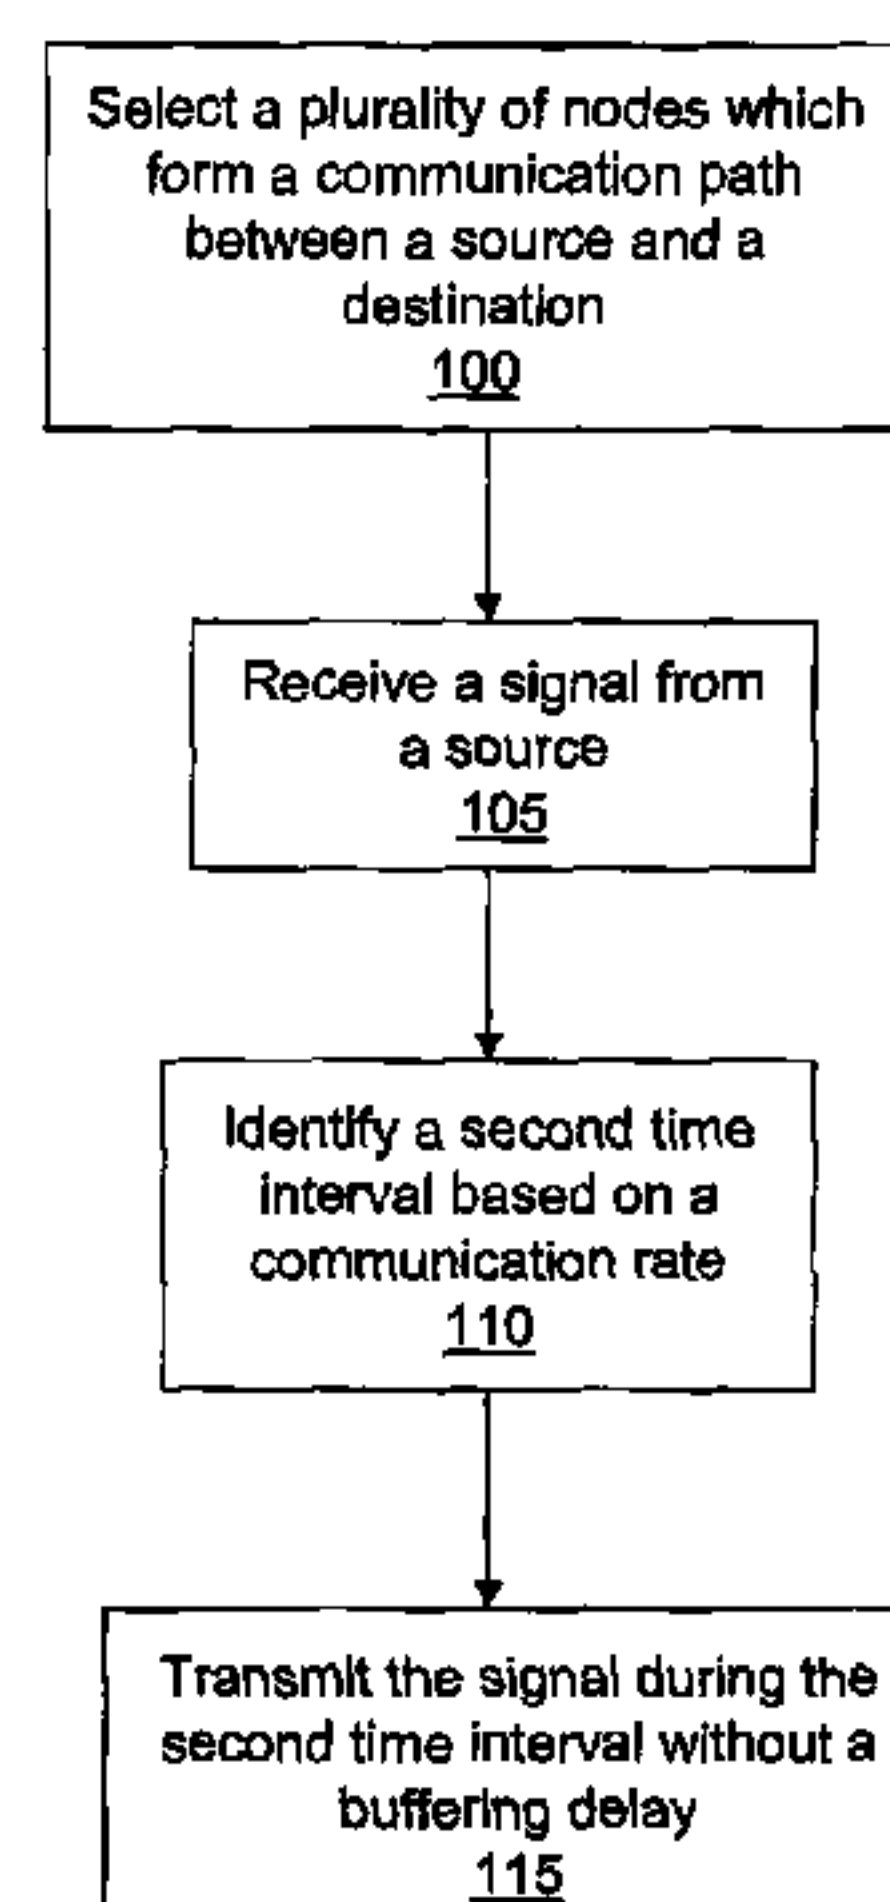 Select a plurality of nodes which
form a communication path
between a source and a
destination
100
Receive a signal from
a source
105
Identify a second time
interval based on a
communication rate
110
Transmit the signal during the
second time interval without a
buffering delay
115